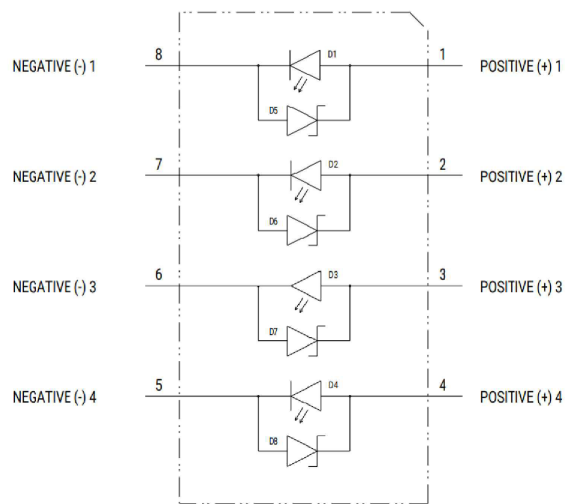 8 D1 1
NEGATIVE (-) 1 POSITIVE (+) 1
D5
7 D2 2
NEGATIVE (-) 2 POSITIVE (+) 2
D6
6 D3 3
NEGATIVE (-) 3 POSITIVE (+) 3
D7
5 D4 4
NEGATIVE (-) 4 POSITIVE (+) 4
D8